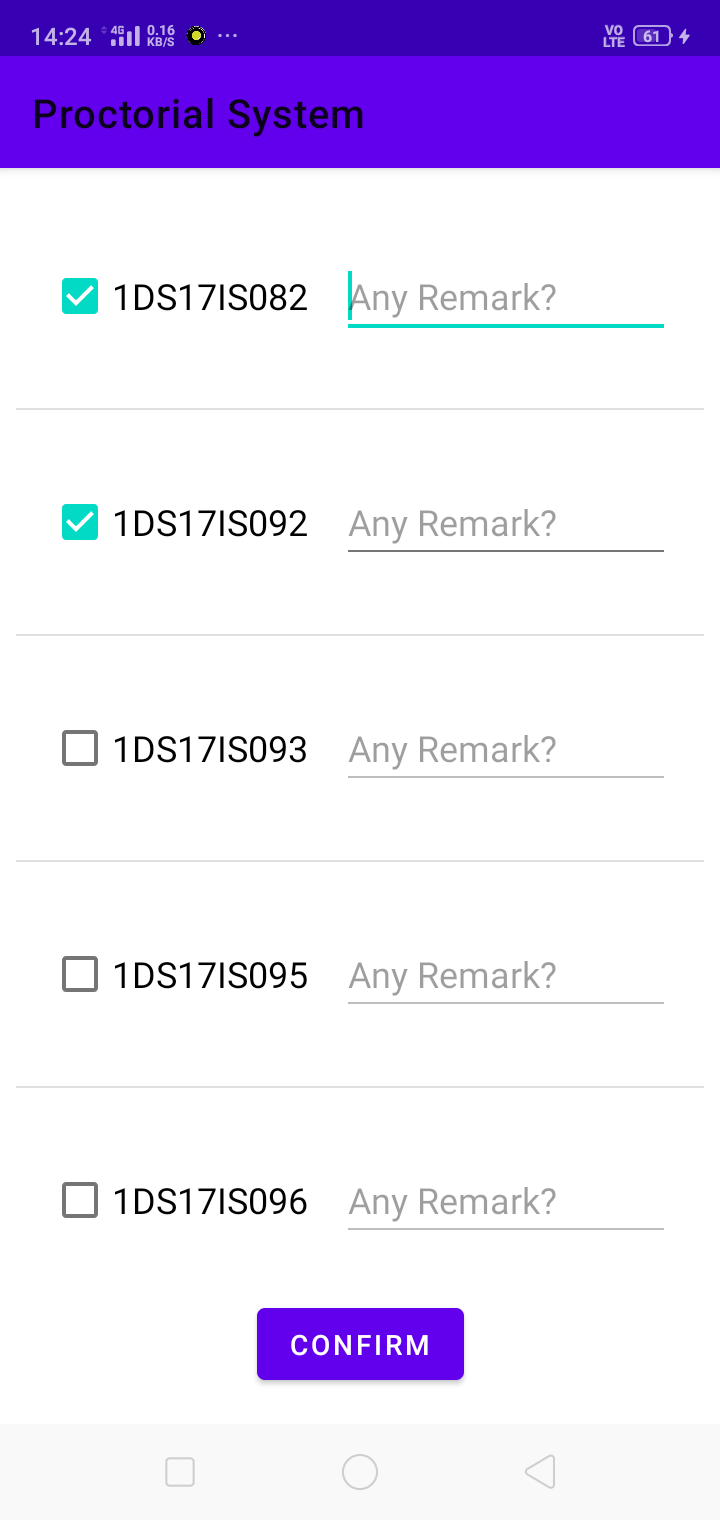 14:24 4G 0.16 KB/S ... VO LTE 61
Proctorial System
1DS17IS082 Any Remark?
1DS17IS092 Any Remark?
1DS17IS093 Any Remark?
1DS17IS095 Any Remark?
1DS17IS096 Any Remark?
CONFIRM